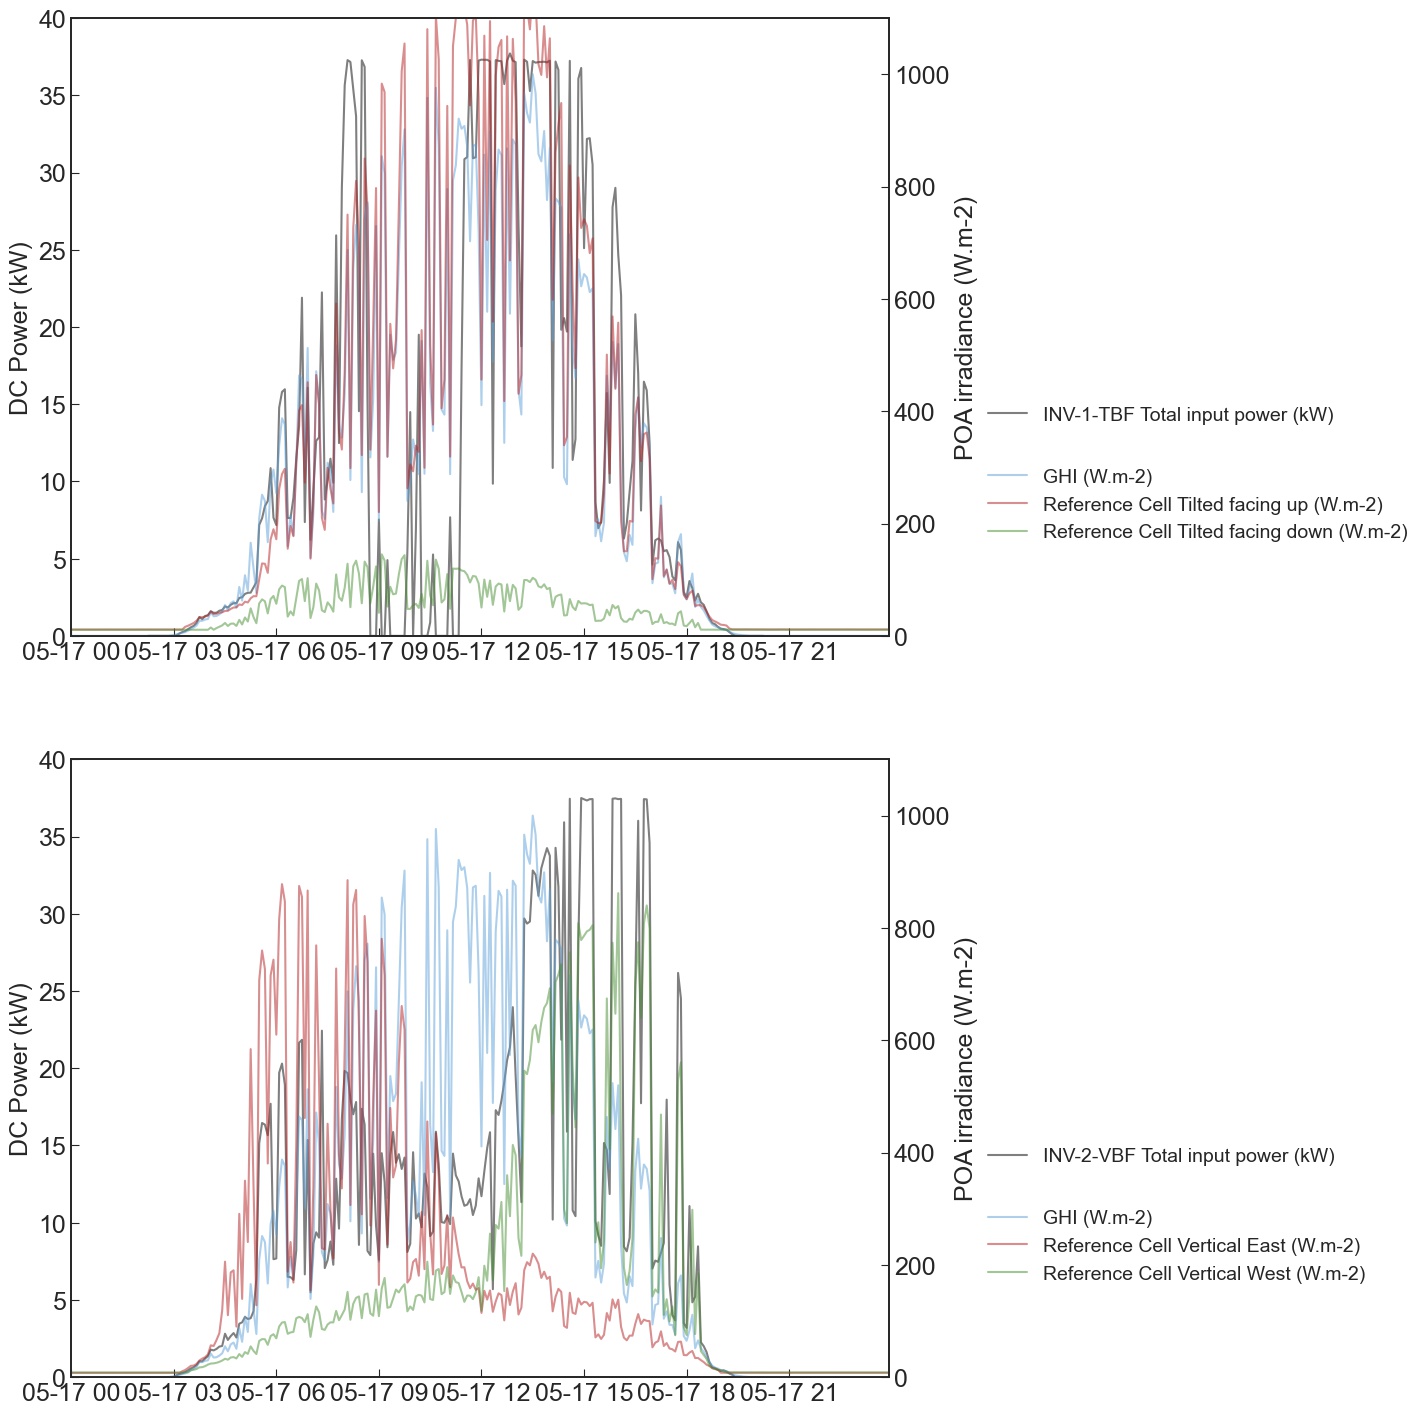 40
35
30
25
20
15
10
5
0
DC Power (kW)
1000
800
600
400
200
0
POA irradiance (W.m-2)
05-17 00 05-17 03 05-17 06 05-17 09 05-17 12 05-17 15 05-17 18 05-17 21
INV-1-TBF Total input power (kW)
GHI (W.m-2)
Reference Cell Tilted facing up (W.m-2)
Reference Cell Tilted facing down (W.m-2)
40
35
30
25
20
15
10
5
0
DC Power (kW)
1000
800
600
400
200
0
POA irradiance (W.m-2)
05-17 00 05-17 03 05-17 06 05-17 09 05-17 12 05-17 15 05-17 18 05-17 21
INV-2-VBF Total input power (kW)
GHI (W.m-2)
Reference Cell Vertical East (W.m-2)
Reference Cell Vertical West (W.m-2)